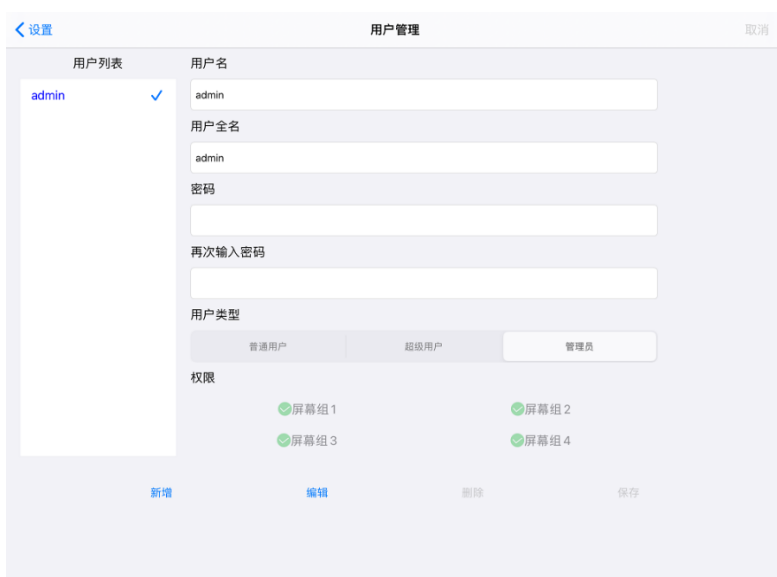 设置
用户管理
取消
用户列表
用户名
admin
admin
用户全名
admin
密码
再次输入密码
用户类型
普通用户 超级用户 管理员
权限
屏幕组1 屏幕组2
屏幕组3 屏幕组4
新增 编辑 删除 保存